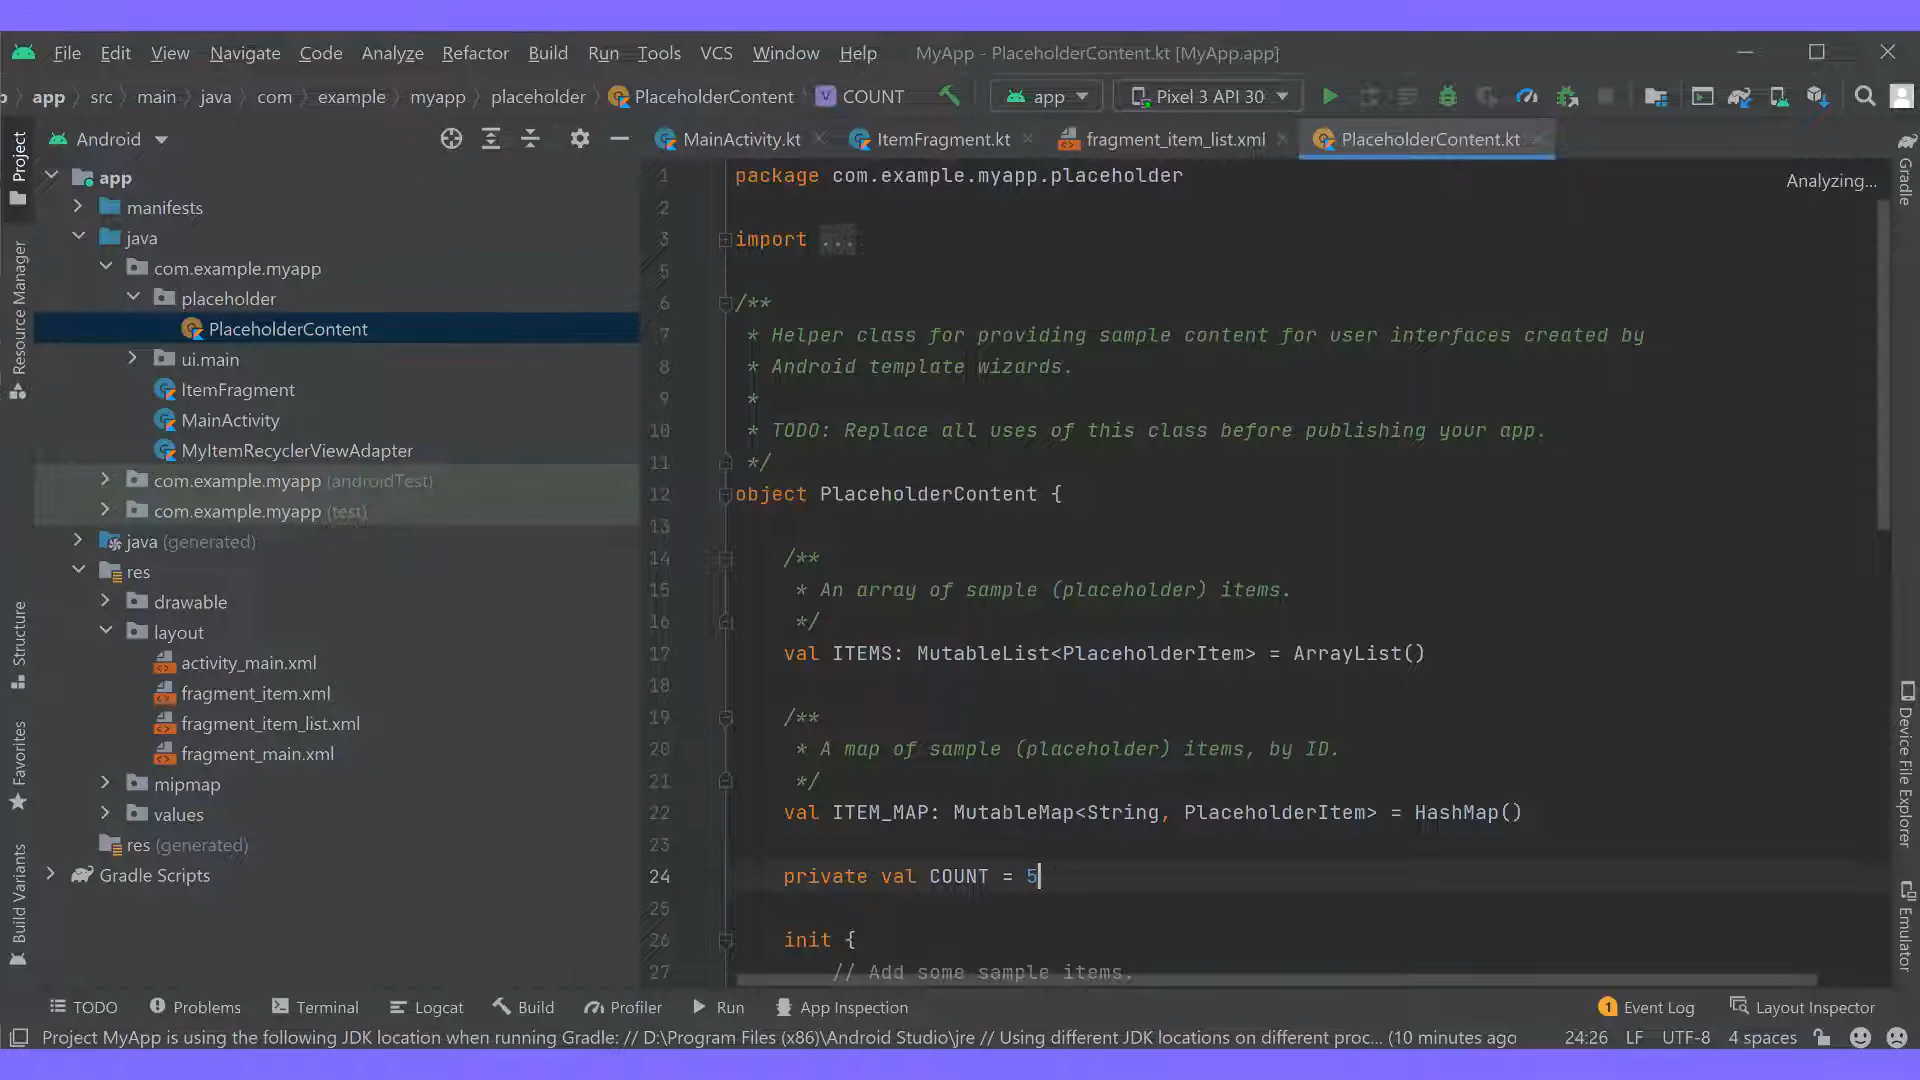 File Edit View Navigate Code Analyze Refactor Build Run Tools VCS Window Help MyApp - PlaceholderContent.kt [MyApp.app]
app src main java com example myapp placeholder PlaceholderContent COUNT app Pixel 3 API 30
Android
MainActivity.kt ItemFragment.kt fragment_item_list.xml PlaceholderContent.kt
Analyzing...
Project
Resource Manager
Structure
Favorites
Build Variants
app
manifests
java
com.example.myapp
placeholder
PlaceholderContent
ui.main
ItemFragment
MainActivity
MyItemRecyclerViewAdapter
com.example.myapp (androidTest)
com.example.myapp (test)
java (generated)
res
drawable
layout
activity_main.xml
fragment_item.xml
fragment_item_list.xml
fragment_main.xml
mipmap
values
res (generated)
Gradle Scripts
1 package com.example.myapp.placeholder
2
3 import ...
5
6 /**
7 * Helper class for providing sample content for user interfaces created by
8 * Android template wizards.
9 *
10 * TODO: Replace all uses of this class before publishing your app.
11 */
12 object PlaceholderContent {
13
14 /**
15 * An array of sample (placeholder) items.
16 */
17 val ITEMS: MutableList<PlaceholderItem> = ArrayList()
18
19 /**
20 * A map of sample (placeholder) items, by ID.
21 */
22 val ITEM_MAP: MutableMap<String, PlaceholderItem> = HashMap()
23
24 private val COUNT = 5
25
26 init {
27 // Add some sample items.
Gradle
Device File Explorer
Emulator
TODO Problems Terminal Logcat Build Profiler Run App Inspection 1 Event Log Layout Inspector
Project MyApp is using the following JDK location when running Gradle: // D:\Program Files (x86)\Android Studio\jre // Using different JDK locations on different proc... (10 minutes ago 24:26 LF UTF-8 4 spaces